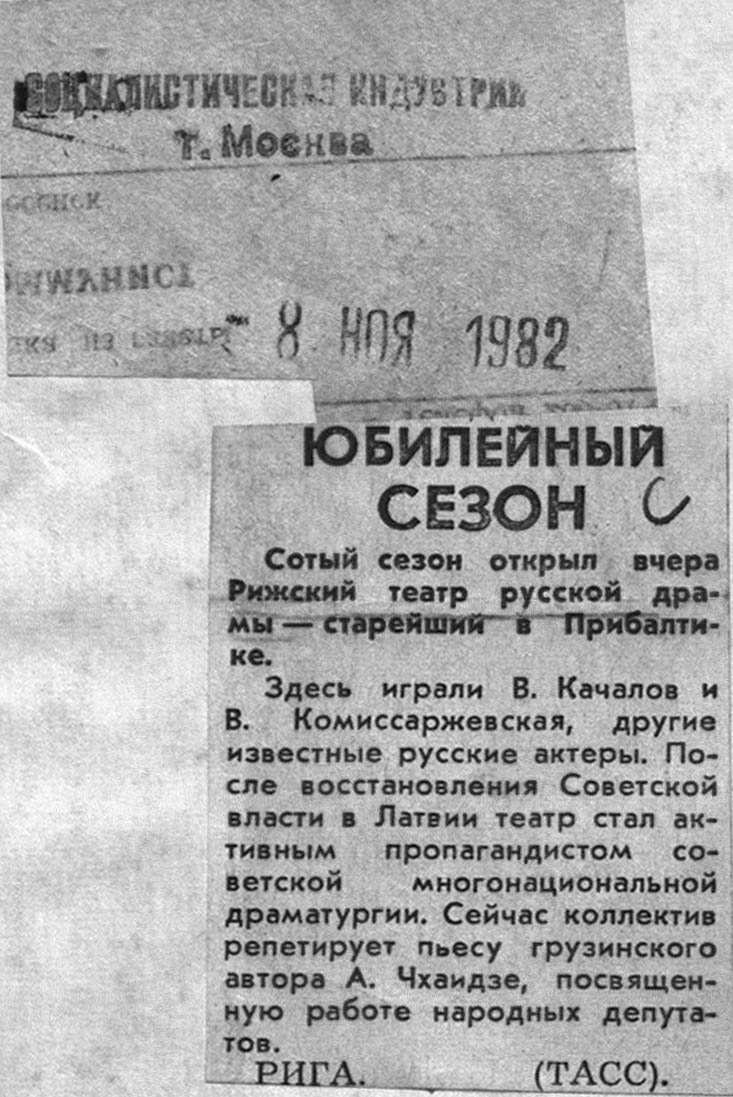 СОЦИАЛИСТИЧЕСКАЯ ИНДУСТРИЯ
г. Москва
8 НОЯ 1982
ЮБИЛЕЙНЫЙ
СЕЗОН
Сотый сезон открыл вчера
Рижский театр русской дра-
мы — старейший в Прибалти-
ке.
Здесь играли В. Качалов и
В. Комиссаржевская, другие
известные русские актеры. По-
сле восстановления Советской
власти в Латвии театр стал ак-
тивным пропагандистом со-
ветской многонациональной
драматургии. Сейчас коллектив
репетирует пьесу грузинского
автора А. Чхаидзе, посвящен-
ную работе народных депута-
тов.
РИГА. (ТАСС).